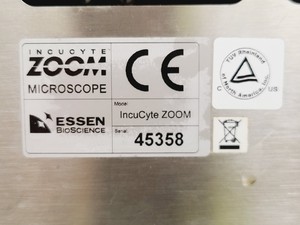 INCUCYTE
ZOOM
MICROSCOPE
CE
ESSEN
BIOSCIENCE
Model:
IncuCyte ZOOM
Serial:
45358
TÜV Rheinland
of North America, Inc.
C US